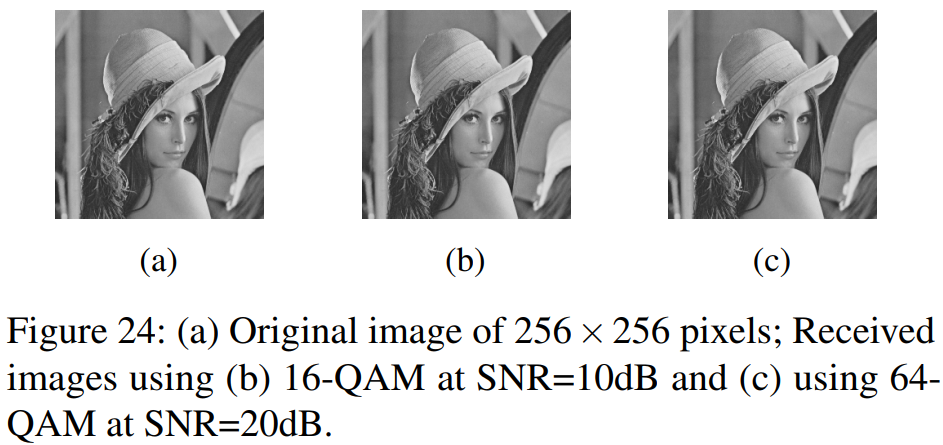 (a) (b) (c)
Figure 24: (a) Original image of 256 × 256 pixels; Received
images using (b) 16-QAM at SNR=10dB and (c) using 64-
QAM at SNR=20dB.